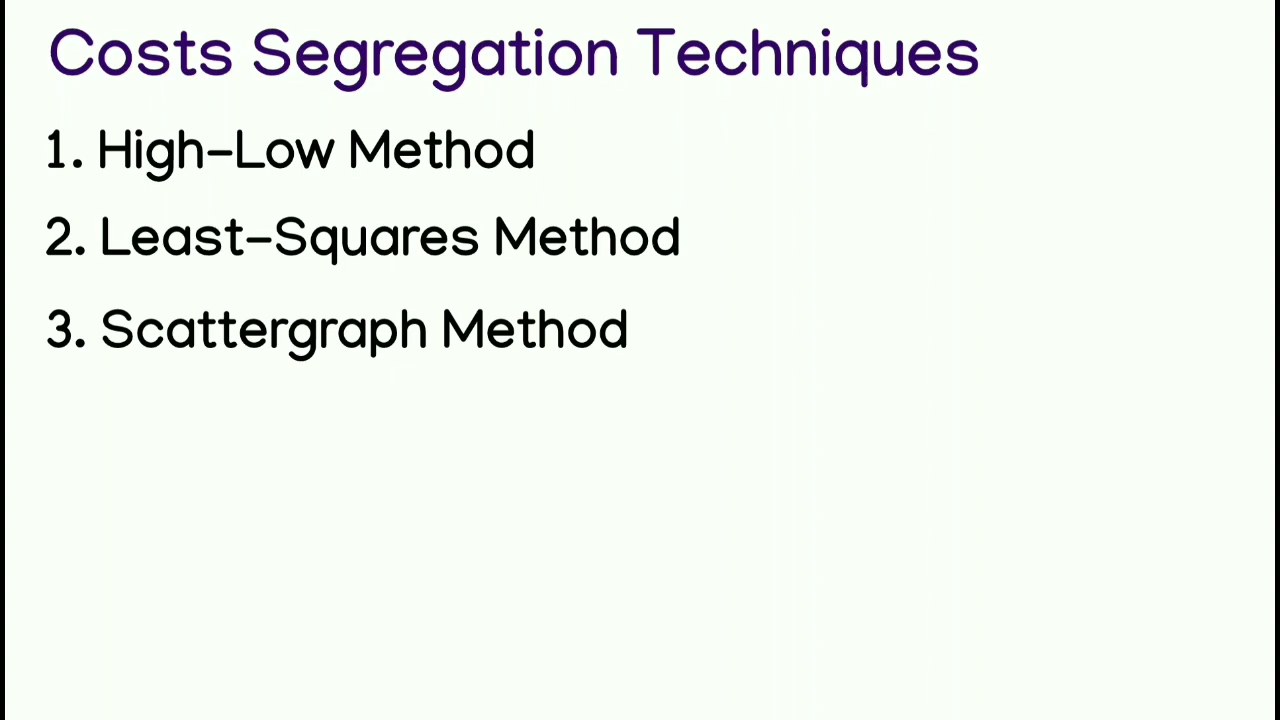 Costs Segregation Techniques
1. High-Low Method
2. Least-Squares Method
3. Scattergraph Method